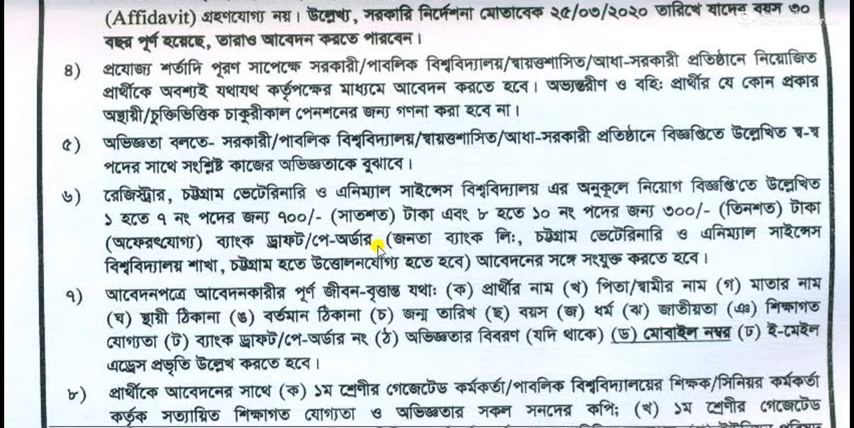 (Affidavit) গ্রহণযোগ্য নয়। উল্লেখ্য, সরকারি নির্দেশনা মোতাবেক ২৫/০৩/২০২০ তারিখে যাদের বয়স ৩০
বছর পূর্ণ হয়েছে, তারাও আবেদন করতে পারবেন।
৪) প্রযোজ্য শর্তাদি পূরণ সাপেক্ষে সরকারী/পাবলিক বিশ্ববিদ্যালয়/স্বায়ত্তশাসিত/আধা-সরকারী প্রতিষ্ঠানে নিয়োজিত
প্রার্থীকে অবশ্যই যথাযথ কর্তৃপক্ষের মাধ্যমে আবেদন করতে হবে। অভ্যন্তরীণ ও বহিঃ প্রার্থীর যে কোন প্রকার
অস্থায়ী/চুক্তিভিত্তিক চাকুরীকাল পেনশনের জন্য গণনা করা হবে না।
৫) অভিজ্ঞতা বলতে- সরকারী/পাবলিক বিশ্ববিদ্যালয়/স্বায়ত্তশাসিত/আধা-সরকারী প্রতিষ্ঠানে বিজ্ঞপ্তিতে উল্লেখিত স্ব-স্ব
পদের সাথে সংশ্লিষ্ট কাজের অভিজ্ঞতাকে বুঝাবে।
৬) রেজিস্ট্রার, চট্টগ্রাম ভেটেরিনারি ও এনিম্যাল সাইন্সেস বিশ্ববিদ্যালয় এর অনুকূলে নিয়োগ বিজ্ঞপ্তি'তে উল্লেখিত
১ হতে ৭ নং পদের জন্য ৭০০/- (সাতশত) টাকা এবং ৮ হতে ১০ নং পদের জন্য ৩০০/- (তিনশত) টাকা
(অফেরৎযোগ্য) ব্যাংক ড্রাফট/পে-অর্ডার (জনতা ব্যাংক লিঃ, চট্টগ্রাম ভেটেরিনারি ও এনিম্যাল সাইন্সেস
বিশ্ববিদ্যালয় শাখা, চট্টগ্রাম হতে উত্তোলনযোগ্য হতে হবে) আবেদনের সঙ্গে সংযুক্ত করতে হবে।
৭) আবেদনপত্রে আবেদনকারীর পূর্ণ জীবন-বৃত্তান্ত যথা: (ক) প্রার্থীর নাম (খ) পিতা/স্বামীর নাম (গ) মাতার নাম
(ঘ) স্থায়ী ঠিকানা (ঙ) বর্তমান ঠিকানা (চ) জন্ম তারিখ (ছ) বয়স (জ) ধর্ম (ঝ) জাতীয়তা (ঞ) শিক্ষাগত
যোগ্যতা (ট) ব্যাংক ড্রাফট/পে-অর্ডার নং (ঠ) অভিজ্ঞতার বিবরণ (যদি থাকে) (ড) মোবাইল নম্বর (ঢ) ই-মেইল
এড্রেস প্রভৃতি উল্লেখ করতে হবে।
৮) প্রার্থীকে আবেদনের সাথে (ক) ১ম শ্রেণীর গেজেটেড কর্মকর্তা/পাবলিক বিশ্ববিদ্যালয়ের শিক্ষক/সিনিয়র কর্মকর্তা
কর্তৃক সত্যায়িত শিক্ষাগত যোগ্যতা ও অভিজ্ঞতার সকল সনদের কপি; (খ) ১ম শ্রেণীর গেজেটেড